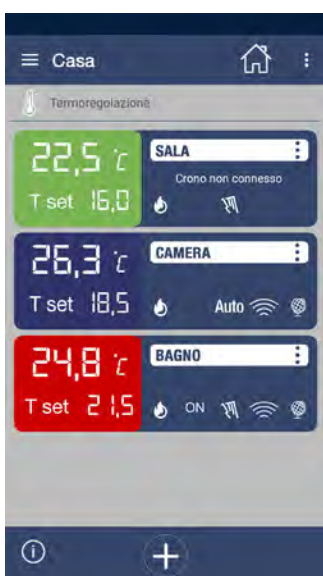 Casa
Termoregolazione
22,5 °c
SALA
Crono non connesso
T set 16,0
26,3 °c
CAMERA
T set 18,5
Auto
24,8 °c
BAGNO
T set 21,5
ON